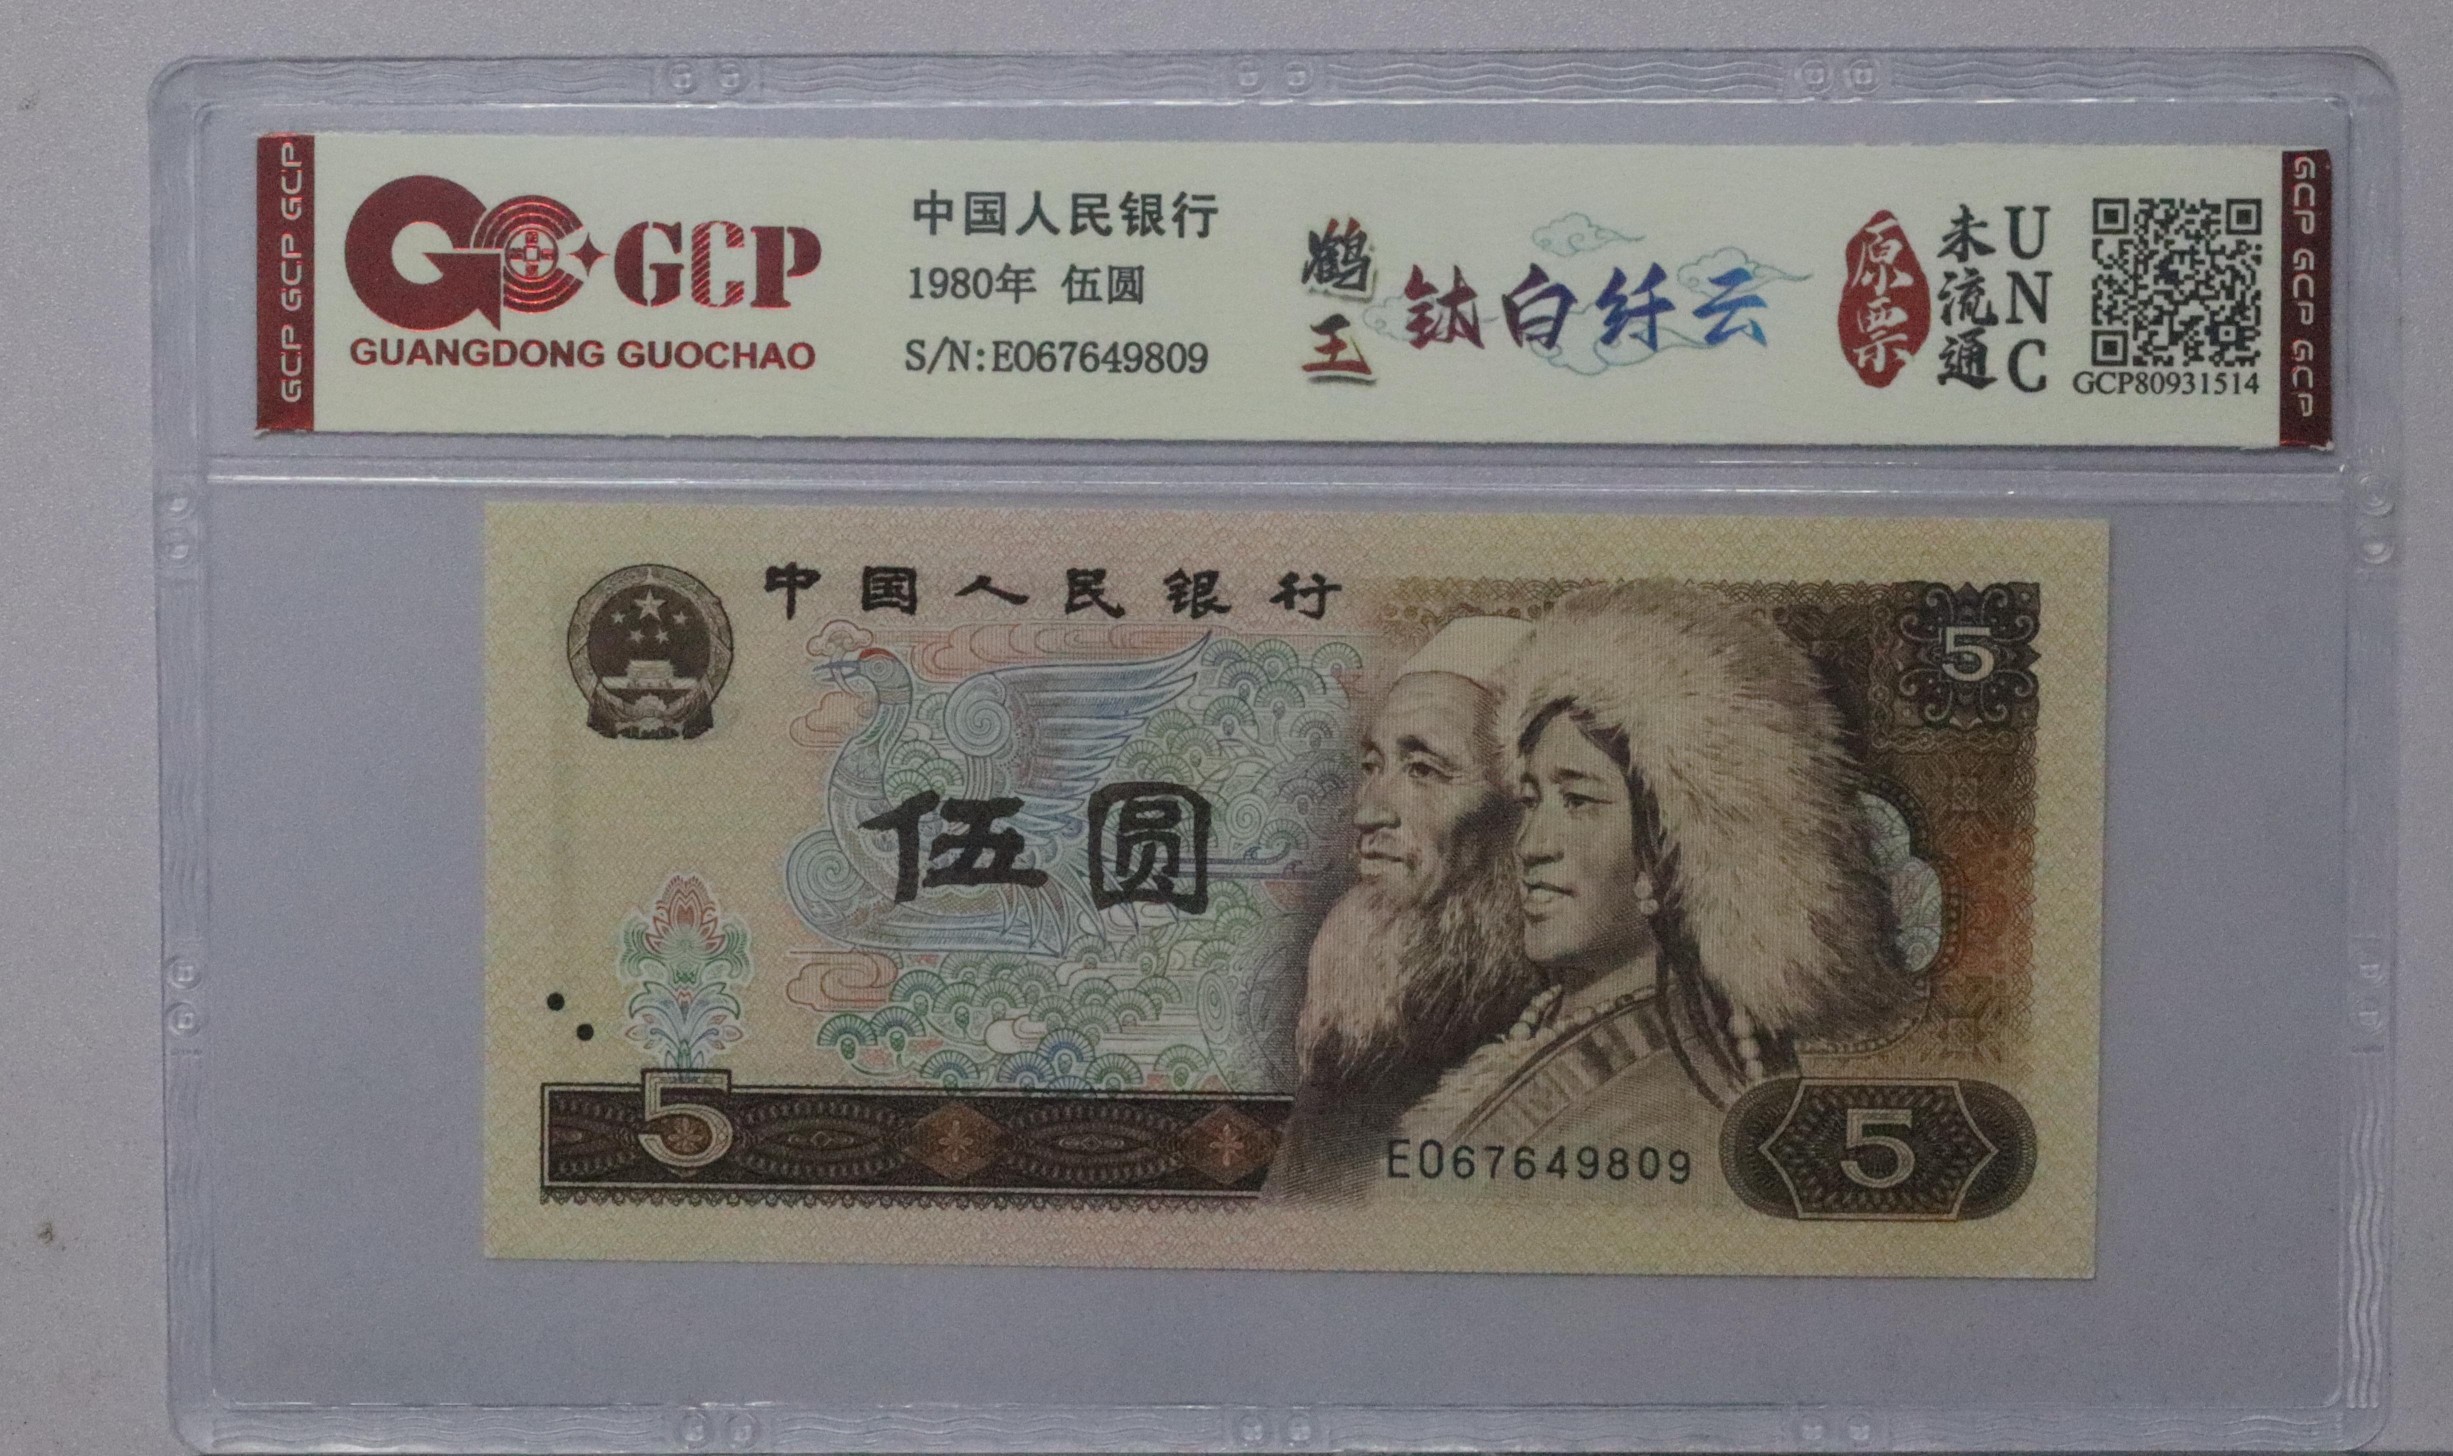 GCP GCP GCP
GCP
GUANGDONG GUOCHAO
中国人民银行
1980年 伍圆
S/N:E067649809
鹤王
钛白纤云
原票
未流通
UNC
GCP80931514
GCP GCP GCP
中国人民银行
5
伍圆
5
E067649809
5